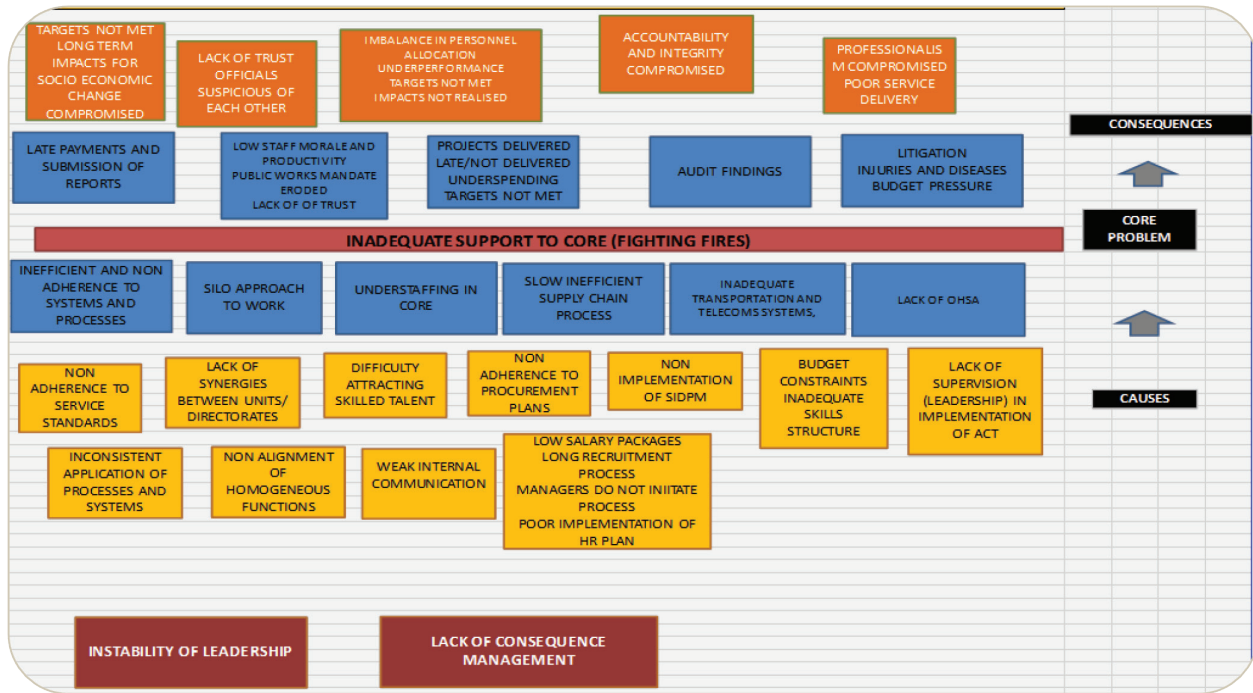 TARGETS NOT MET
LONG TERM
IMPACTS FOR
SOCIO ECONOMIC
CHANGE
COMPROMISED
LACK OF TRUST
OFFICIALS
SUSPICIOUS OF
EACH OTHER
IMBALANCE IN PERSONNEL
ALLOCATION
UNDERPERFORMANCE
TARGETS NOT MET
IMPACTS NOT REALISED
ACCOUNTABILITY
AND INTEGRITY
COMPROMISED
PROFESSIONALIS
M COMPROMISED
POOR SERVICE
DELIVERY
CONSEQUENCES
LATE PAYMENTS AND
SUBMISSION OF
REPORTS
LOW STAFF MORALE AND
PRODUCTIVITY
PUBLIC WORKS MANDATE
ERODED
LACK OF OF TRUST
PROJECTS DELIVERED
LATE/NOT DELIVERED
UNDERSPENDING
TARGETS NOT MET
AUDIT FINDINGS
LITIGATION
INJURIES AND DISEASES
BUDGET PRESSURE
CORE
PROBLEM
INADEQUATE SUPPORT TO CORE (FIGHTING FIRES)
INEFFICIENT AND NON
ADHERENCE TO
SYSTEMS AND
PROCESSES
SILO APPROACH
TO WORK
UNDERSTAFFING IN
CORE
SLOW INEFFICIENT
SUPPLY CHAIN
PROCESS
INADEQUATE
TRANSPORTATION AND
TELECOMS SYSTEMS,
LACK OF OHSA
NON
ADHERENCE TO
SERVICE
STANDARDS
LACK OF
SYNERGIES
BETWEEN UNITS/
DIRECTORATES
DIFFICULTY
ATTRACTING
SKILLED TALENT
NON
ADHERENCE TO
PROCUREMENT
PLANS
NON
IMPLEMENTATION
OF SIDPM
BUDGET
CONSTRAINTS
INADEQUATE
SKILLS
STRUCTURE
LACK OF
SUPERVISION
(LEADERSHIP) IN
IMPLEMENTATION
OF ACT
CAUSES
INCONSISTENT
APPLICATION OF
PROCESSES AND
SYSTEMS
NON ALIGNMENT
OF
HOMOGENEOUS
FUNCTIONS
WEAK INTERNAL
COMMUNICATION
LOW SALARY PACKAGES
LONG RECRUITMENT
PROCESS
MANAGERS DO NOT INIITATE
PROCESS
POOR IMPLEMENTATION OF
HR PLAN
INSTABILITY OF LEADERSHIP
LACK OF CONSEQUENCE
MANAGEMENT